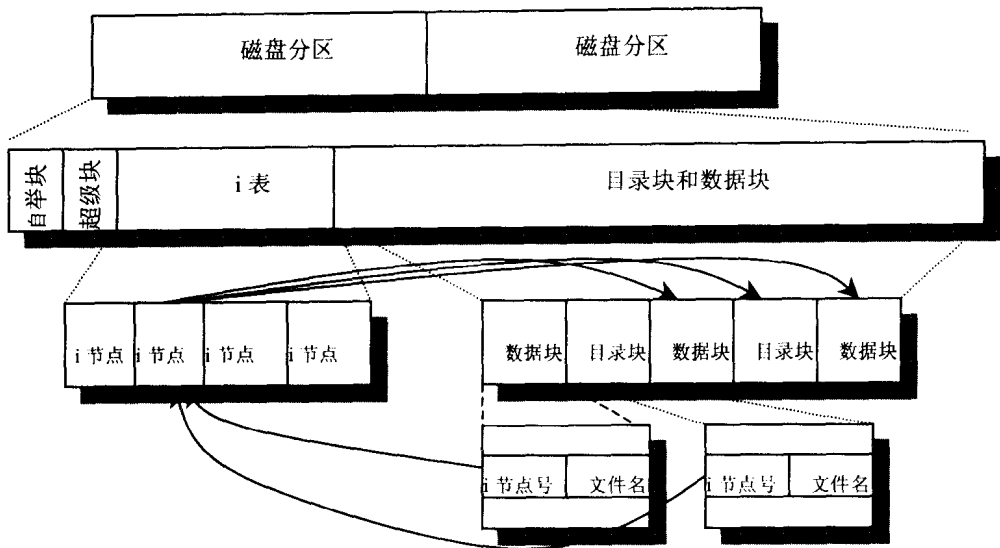 磁盘分区
磁盘分区
自举块
超级块
i 表
目录块和数据块
i 节点
i 节点
i 节点
i 节点
数据块
目录块
数据块
目录块
数据块
i 节点号
文件名
i 节点号
文件名